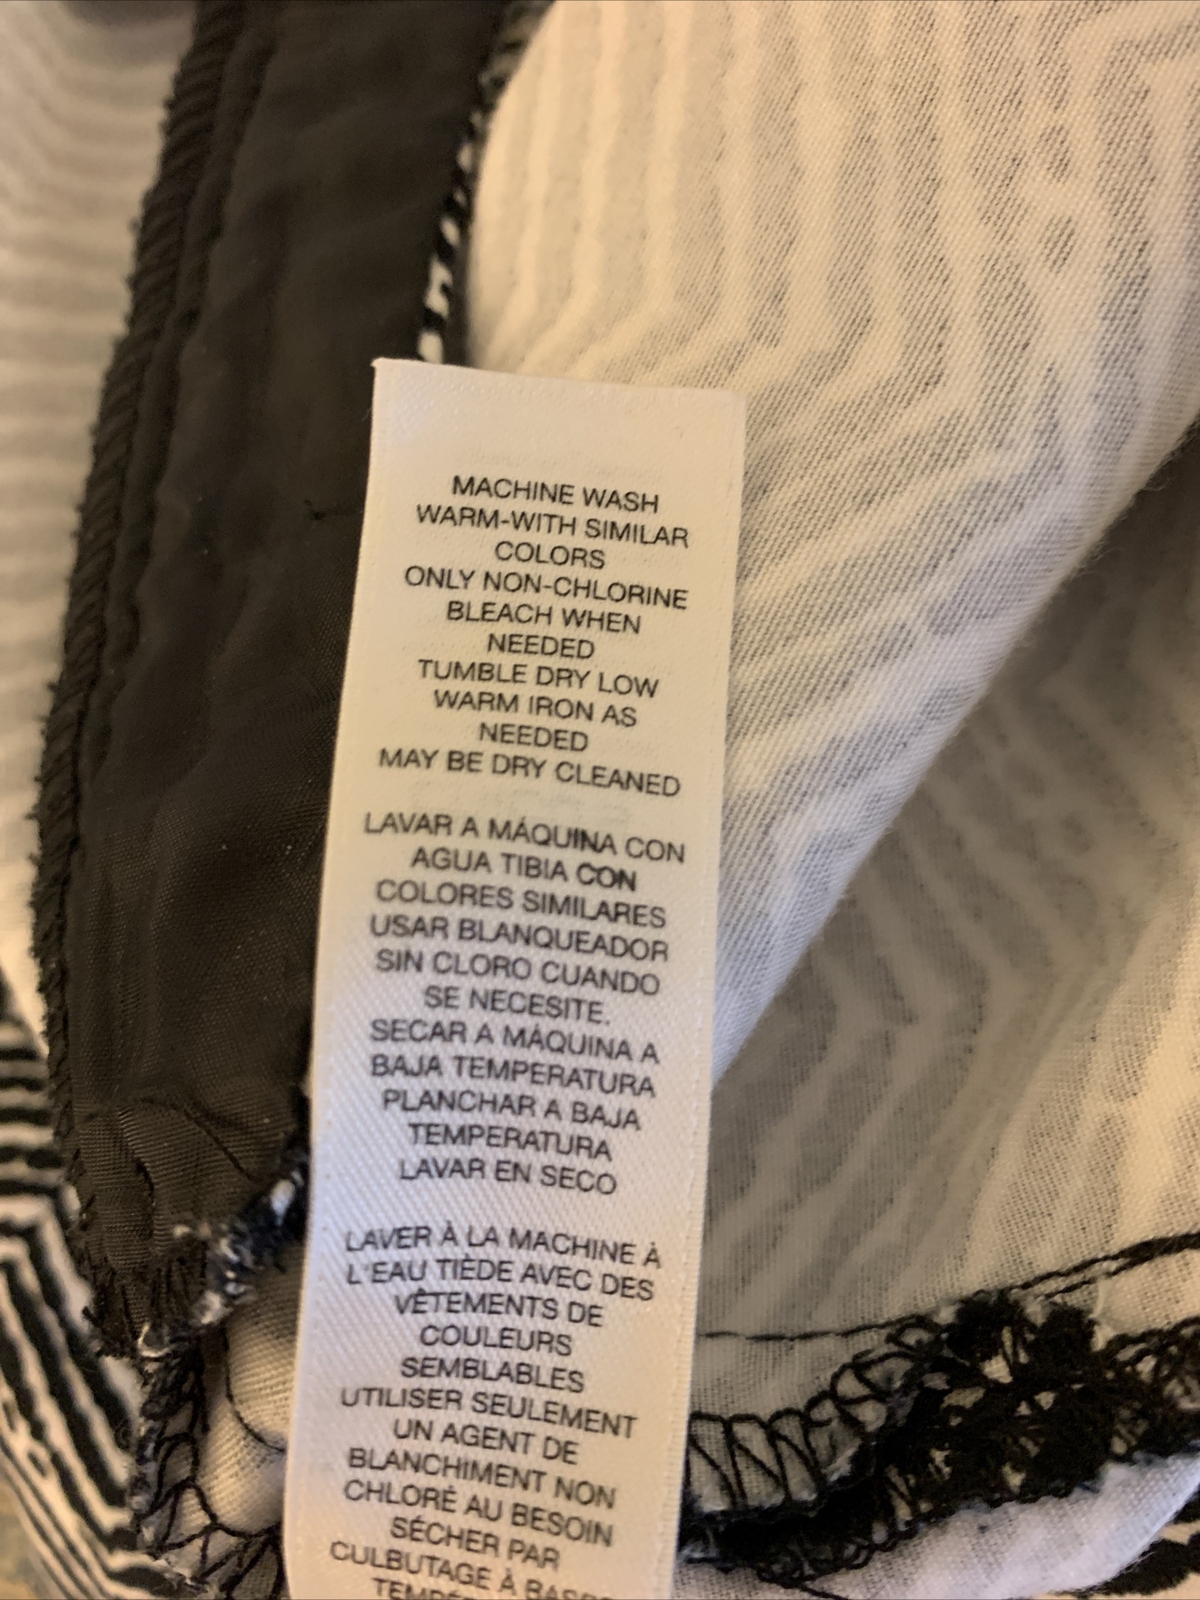 MACHINE WASH
WARM-WITH SIMILAR
COLORS
ONLY NON-CHLORINE
BLEACH WHEN
NEEDED
TUMBLE DRY LOW
WARM IRON AS
NEEDED
MAY BE DRY CLEANED
LAVAR A MÁQUINA CON
AGUA TIBIA CON
COLORES SIMILARES
USAR BLANQUEADOR
SIN CLORO CUANDO
SE NECESITE.
SECAR A MÁQUINA A
BAJA TEMPERATURA
PLANCHAR A BAJA
TEMPERATURA
LAVAR EN SECO
LAVER À LA MACHINE À
L'EAU TIÈDE AVEC DES
VÊTEMENTS DE
COULEURS
SEMBLABLES
UTILISER SEULEMENT
UN AGENT DE
BLANCHIMENT NON
CHLORÉ AU BESOIN
SÉCHER PAR
CULBUTAGE À